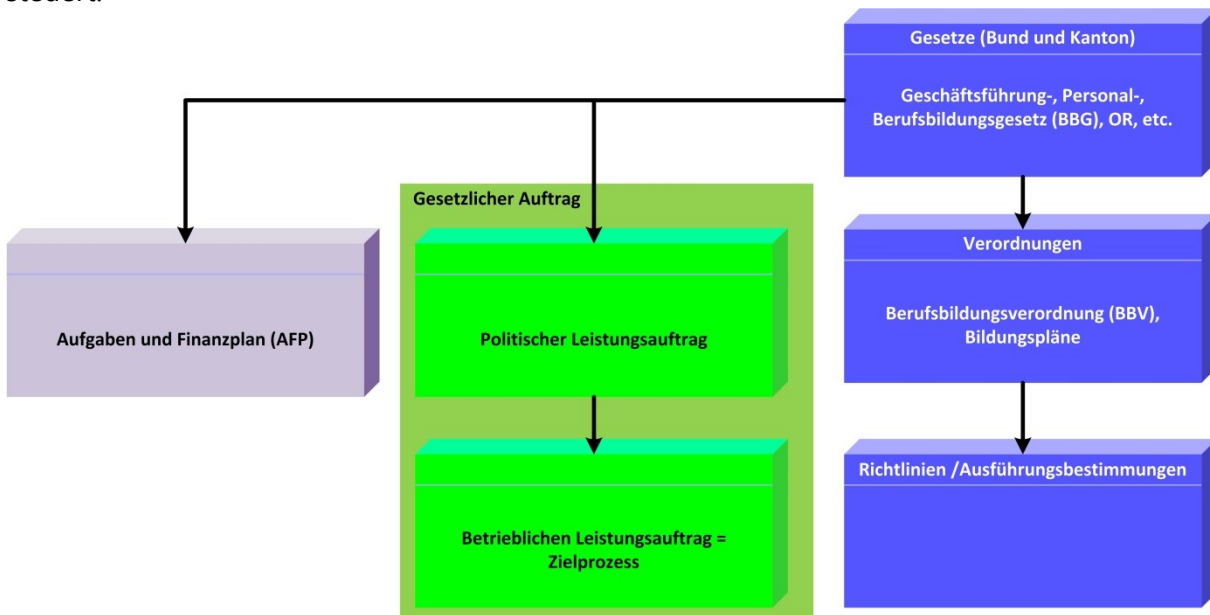 steuert.
Gesetze (Bund und Kanton)
Geschäftsführung-, Personal-,
Berufsbildungsgesetz (BBG), OR, etc.
Gesetzlicher Auftrag
Aufgaben und Finanzplan (AFP)
Politischer Leistungsauftrag
Verordnungen
Berufsbildungsverordnung (BBV),
Bildungspläne
Betrieblichen Leistungsauftrag =
Zielprozess
Richtlinien /Ausführungsbestimmungen